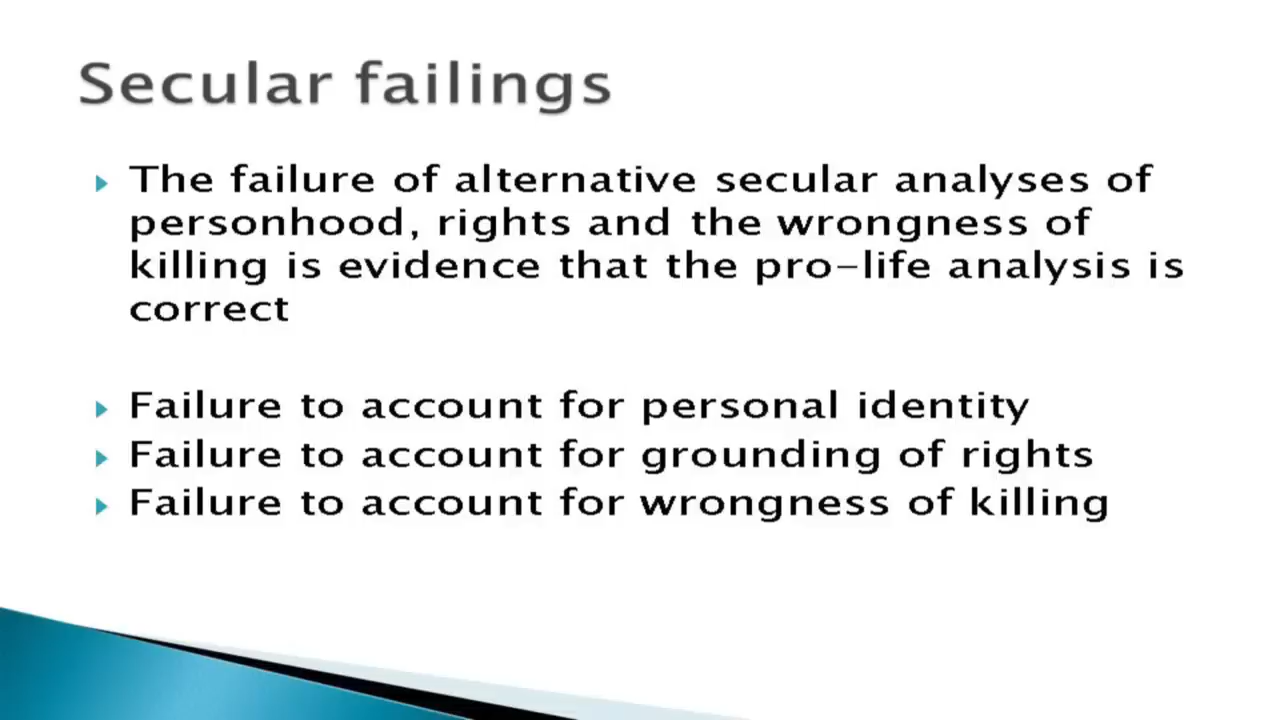 Secular failings
The failure of alternative secular analyses of
personhood, rights and the wrongness of
killing is evidence that the pro-life analysis is
correct
Failure to account for personal identity
Failure to account for grounding of rights
Failure to account for wrongness of killing